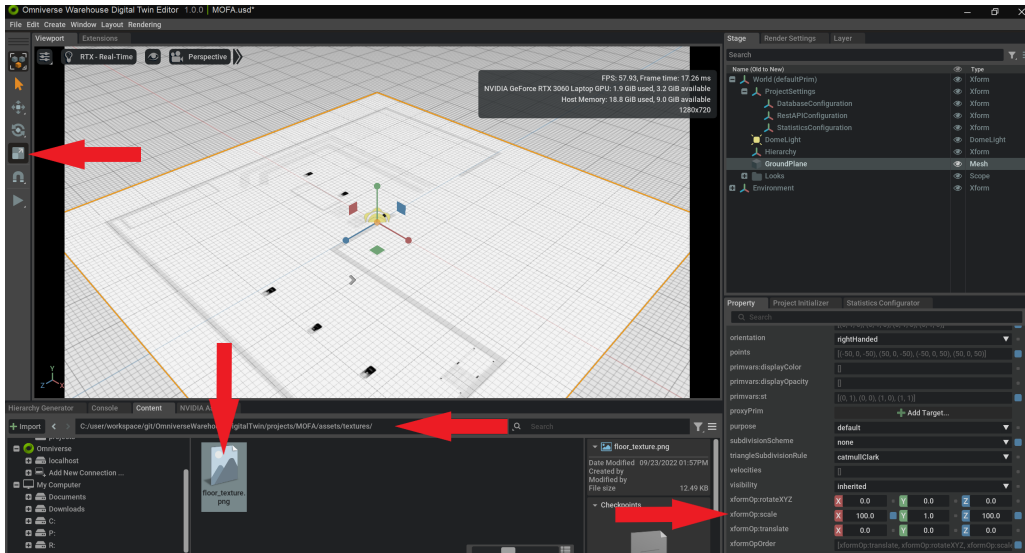 Omniverse Warehouse Digital Twin Editor 1.0.0 | MOFA.usd*
File Edit Create Window Layout Rendering
Viewport Extensions
RTX - Real-Time Perspective
FPS: 57.93, Frame time: 17.26 ms
NVIDIA GeForce RTX 3060 Laptop GPU: 1.9 GiB used, 3.2 GiB available
Host Memory: 18.8 GiB used, 9.0 GiB available
1280x720
Y
Z X
Stage Render Settings Layer
Search
Name (Old to New) Type
World (defaultPrim) Xform
ProjectSettings Xform
DatabaseConfiguration Xform
RestAPIConfiguration Xform
StatisticsConfiguration Xform
DomeLight DomeLight
Hierarchy Xform
GroundPlane Mesh
Looks Scope
Environment Xform
Property Project Initializer Statistics Configurator
Search
orientation rightHanded
points [(-50, 0, -50), (50, 0, -50), (-50, 0, 50), (50, 0, 50)]
primvars:displayColor []
primvars:displayOpacity []
primvars:st [(0, 1), (0, 0), (1, 0), (1, 1)]
proxyPrim Add Target...
purpose default
subdivisionScheme none
triangleSubdivisionRule catmullClark
velocities []
visibility inherited
xformOp:rotateXYZ X 0.0 Y 0.0 Z 0.0
xformOp:scale X 100.0 Y 1.0 Z 100.0
xformOp:translate X 0.0 Y 0.0 Z 0.0
xformOpOrder [xformOp:translate, xformOp:rotateXYZ, xformOp:scale
Hierarchy Generator Console Content NVIDIA
+ Import C:/user/workspace/git/OmniverseWareho DigitalTwin/projects/MOFA/assets/textures/ Search
projects
Omniverse
localhost
Add New Connection ...
My Computer
Documents
Downloads
C:
P:
R:
floor_texture.
png
floor_texture.png
Date Modified 09/23/2022 01:57PM
Created by
Modified by
File size 12.49 KB
Checkpoints